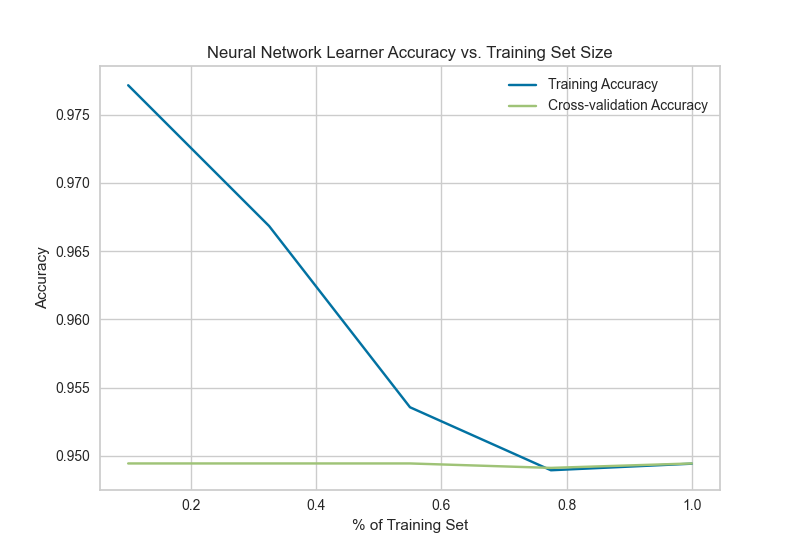 Neural Network Learner Accuracy vs. Training Set Size
Training Accuracy
Cross-validation Accuracy
0.975
0.970
0.965
0.960
0.955
0.950
Accuracy
0.2
0.4
0.6
0.8
1.0
% of Training Set